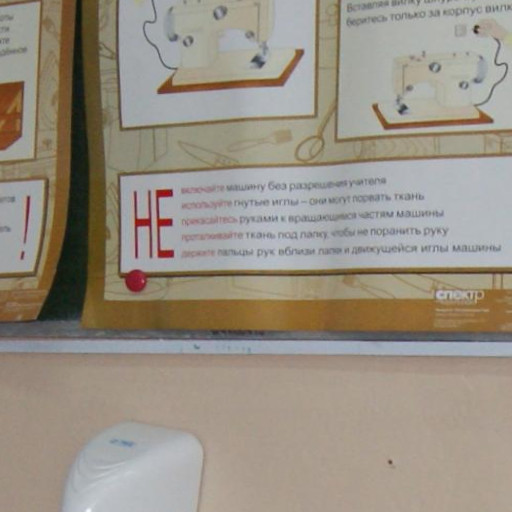 Вставляя вилку
беритесь только за корпус вилк
НЕ
включайте машину без разрешения учителя
используйте гнутые иглы – они могут порвать ткань
прикасайтесь руками к вращающимся частям машины
проталкивайте ткань под лапку, чтобы не поранить руку
держите пальцы рук вблизи лапки и движущейся иглы машины
!
спектр